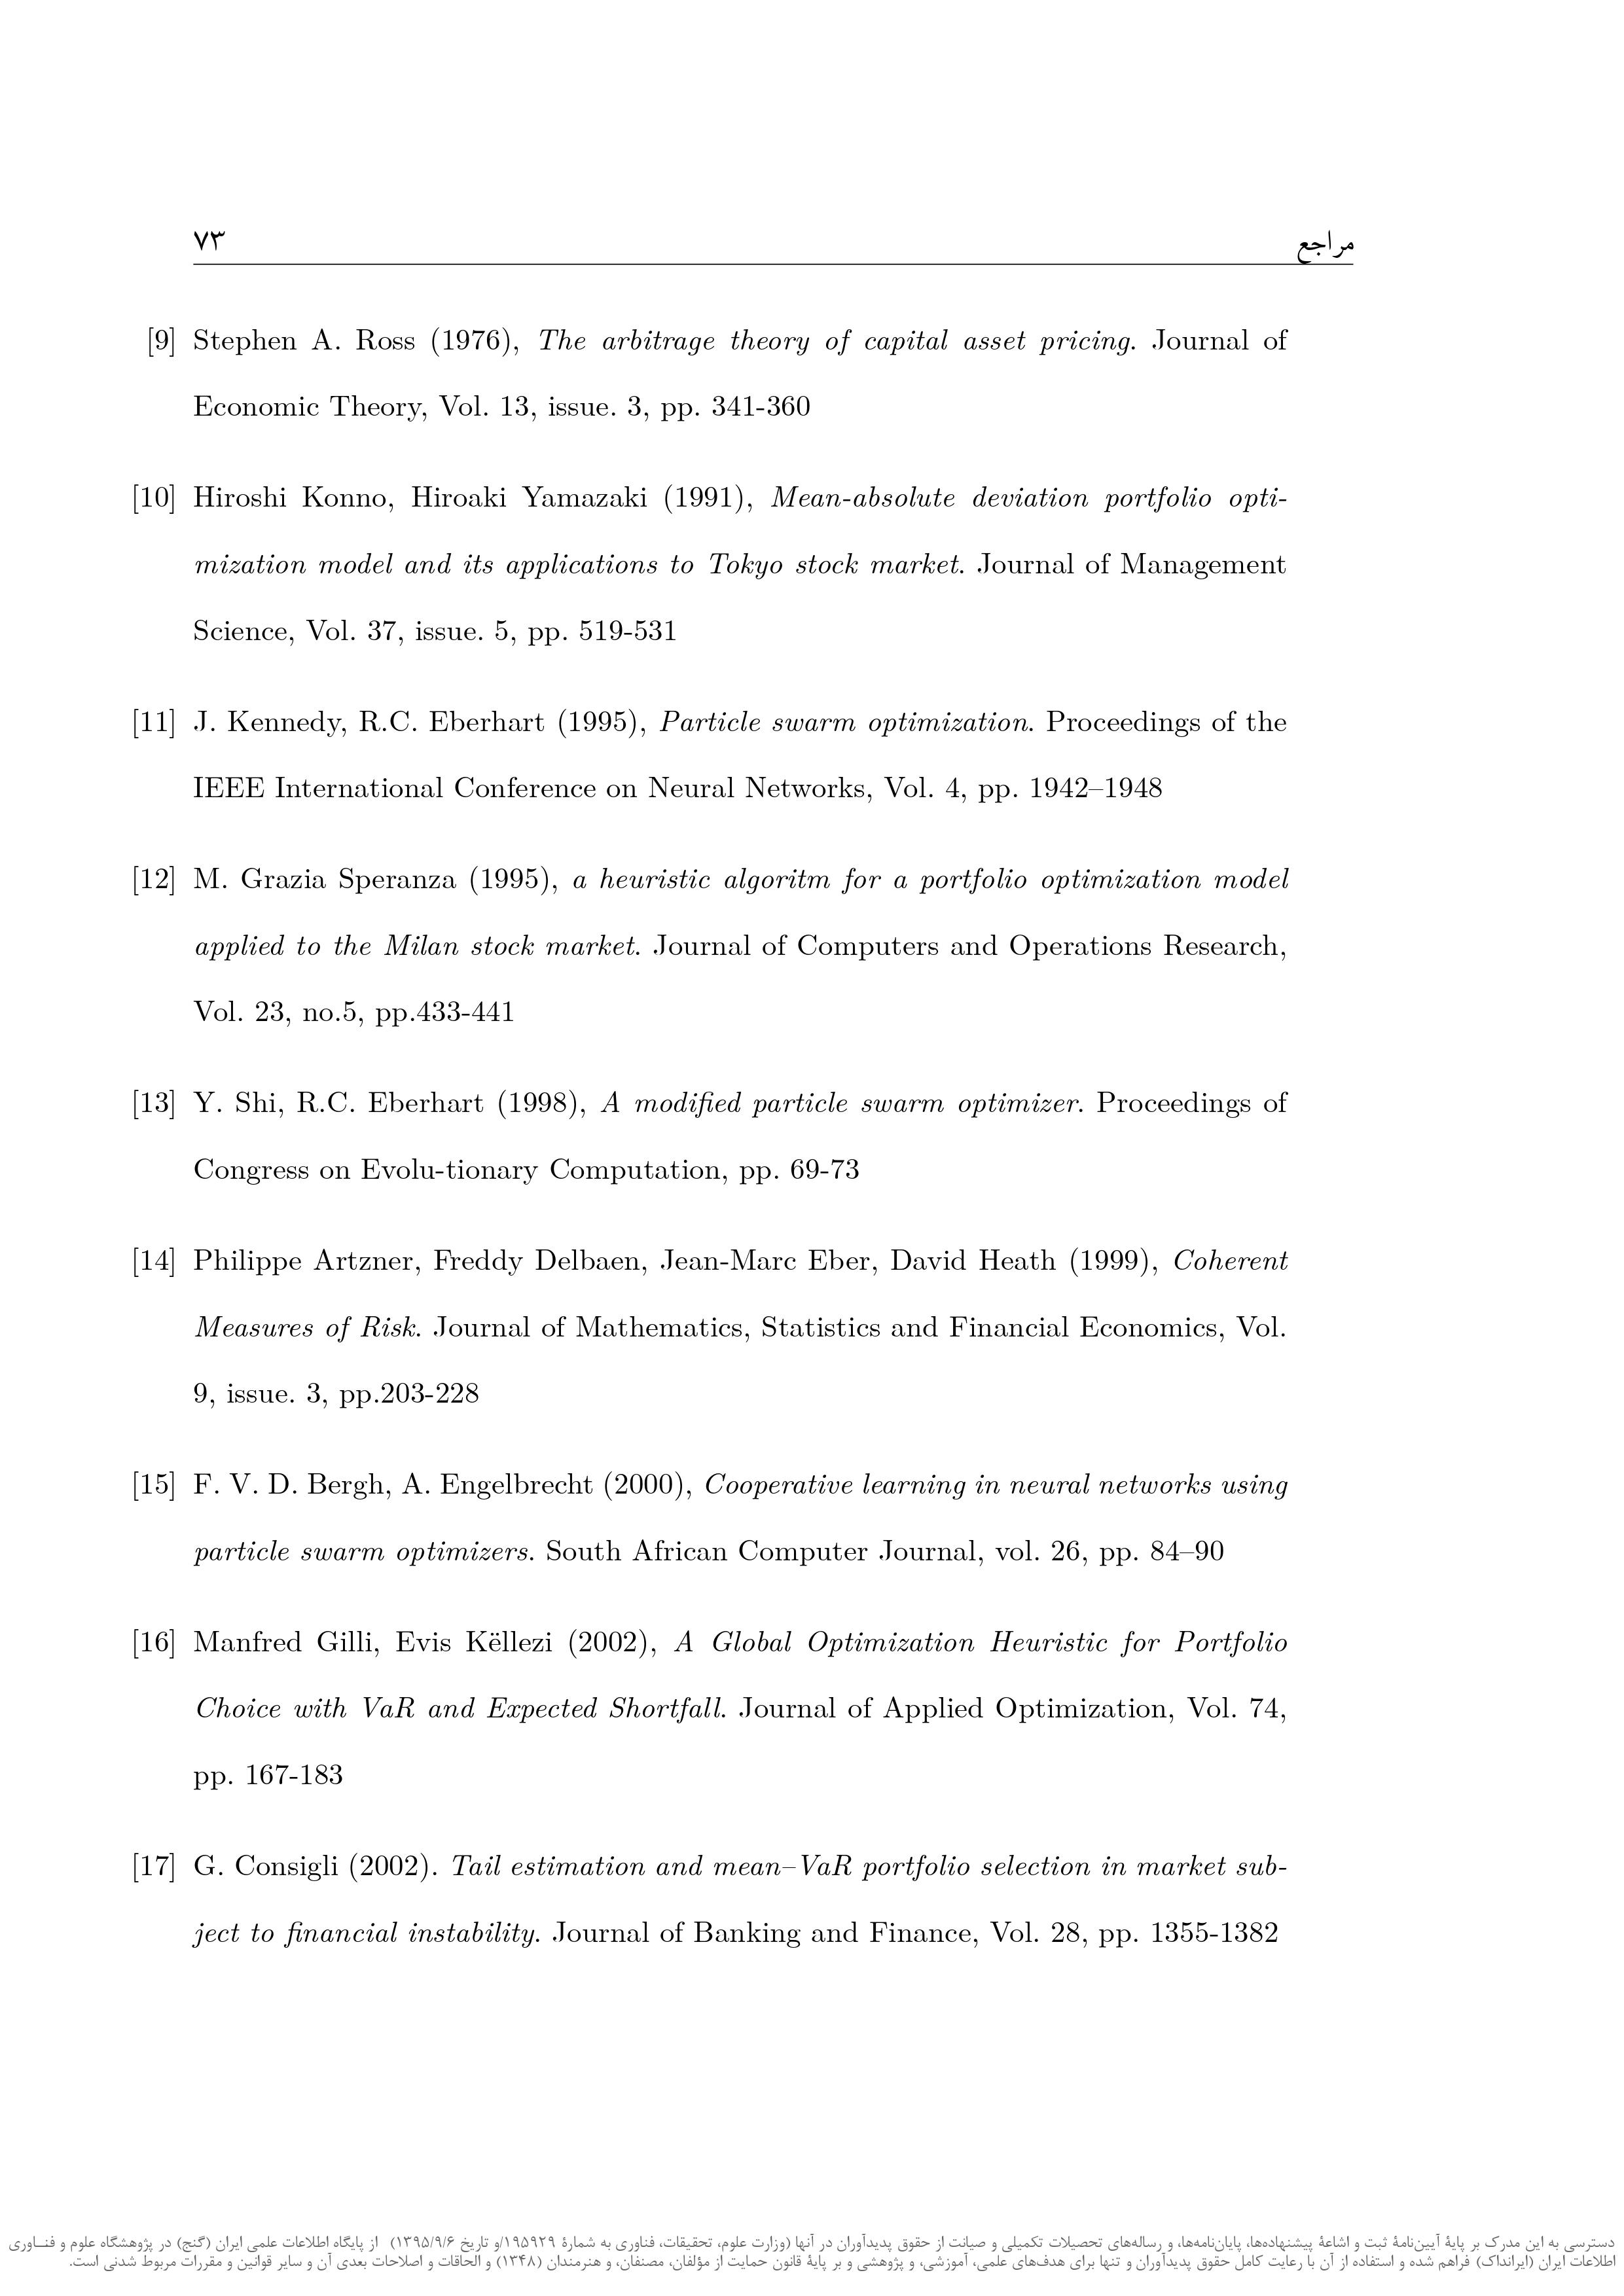 مراجع ۷۳
[9] Stephen A. Ross (1976), The arbitrage theory of capital asset pricing. Journal of
Economic Theory, Vol. 13, issue. 3, pp. 341-360
[10] Hiroshi Konno, Hiroaki Yamazaki (1991), Mean-absolute deviation portfolio opti-
mization model and its applications to Tokyo stock market. Journal of Management
Science, Vol. 37, issue. 5, pp. 519-531
[11] J. Kennedy, R.C. Eberhart (1995), Particle swarm optimization. Proceedings of the
IEEE International Conference on Neural Networks, Vol. 4, pp. 1942–1948
[12] M. Grazia Speranza (1995), a heuristic algoritm for a portfolio optimization model
applied to the Milan stock market. Journal of Computers and Operations Research,
Vol. 23, no.5, pp.433-441
[13] Y. Shi, R.C. Eberhart (1998), A modified particle swarm optimizer. Proceedings of
Congress on Evolu-tionary Computation, pp. 69-73
[14] Philippe Artzner, Freddy Delbaen, Jean-Marc Eber, David Heath (1999), Coherent
Measures of Risk. Journal of Mathematics, Statistics and Financial Economics, Vol.
9, issue. 3, pp.203-228
[15] F. V. D. Bergh, A. Engelbrecht (2000), Cooperative learning in neural networks using
particle swarm optimizers. South African Computer Journal, vol. 26, pp. 84–90
[16] Manfred Gilli, Evis Këllezi (2002), A Global Optimization Heuristic for Portfolio
Choice with VaR and Expected Shortfall. Journal of Applied Optimization, Vol. 74,
pp. 167-183
[17] G. Consigli (2002). Tail estimation and mean–VaR portfolio selection in market sub-
ject to financial instability. Journal of Banking and Finance, Vol. 28, pp. 1355-1382
دسترسی به این مدرک بر پایهٔ آیین‌نامهٔ ثبت و اشاعهٔ پیشنهاده‌ها، پایان‌نامه‌ها، و رساله‌های تحصیلات تکمیلی و صیانت از حقوق پدیدآوران در آنها (وزارت علوم، تحقیقات، فناوری به شمارهٔ ۱۹۵۹۲۹/و تاریخ ۱۳۹۵/۹/۶) از پایگاه اطلاعات علمی ایران (گنج) در پژوهشگاه علوم و فنـــاوری
اطلاعات ایران (ایرانداک) فراهم شده و استفاده از آن با رعایت کامل حقوق پدیدآوران و تنها برای هدف‌های علمی، آموزشی، و پژوهشی و بر پایهٔ قانون حمایت از مؤلفان، مصنفان، و هنرمندان (۱۳۴۸) و الحاقات و اصلاحات بعدی آن و سایر قوانین و مقررات مربوط شدنی است.